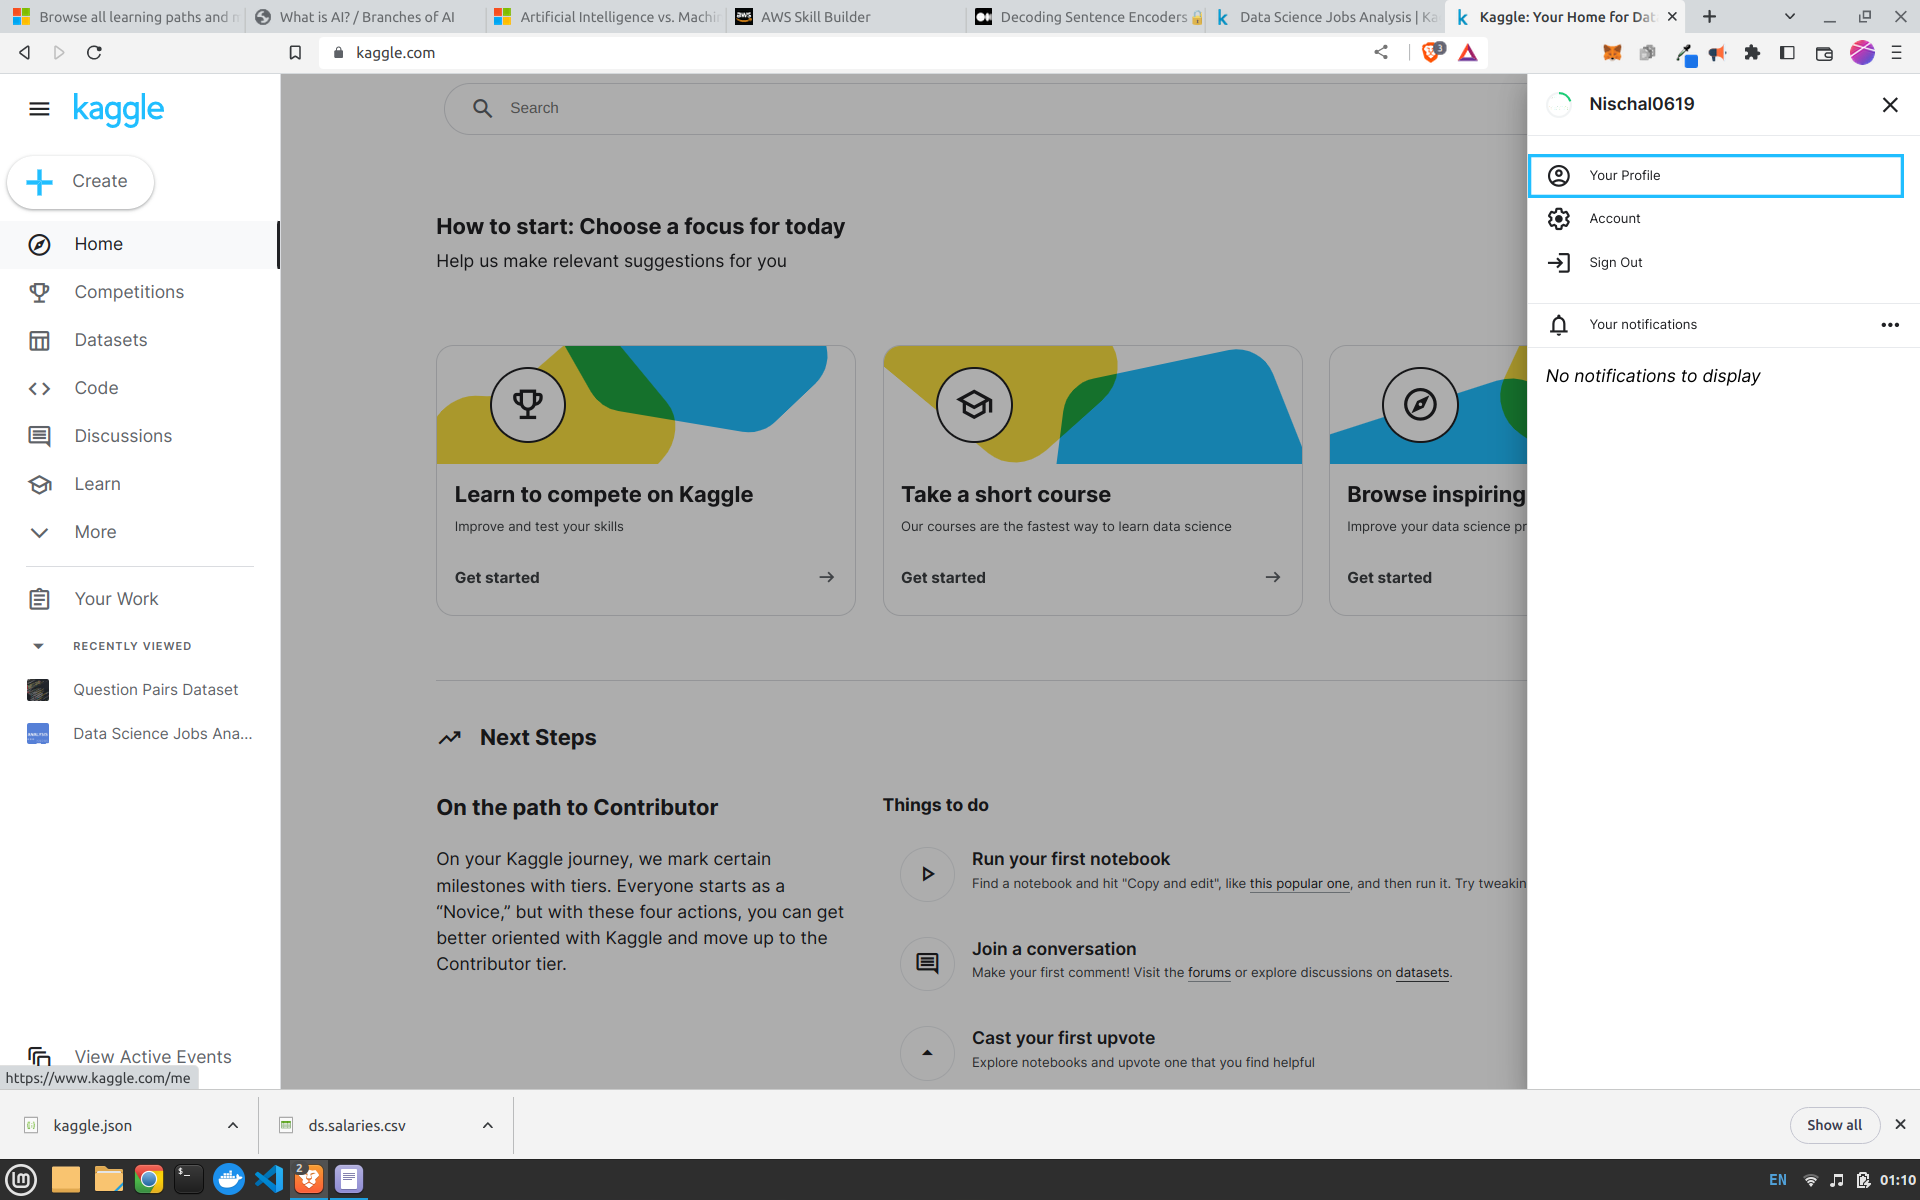 Browse all learning paths and m
What is AI? / Branches of AI
Artificial Intelligence vs. Machin
AWS Skill Builder
Decoding Sentence Encoders
Data Science Jobs Analysis | Ka
Kaggle: Your Home for Dat
kaggle.com
3
kaggle
Search
Nischal0619
Create
Your Profile
Account
Sign Out
Your notifications
No notifications to display
Home
Competitions
Datasets
Code
Discussions
Learn
More
Your Work
RECENTLY VIEWED
Question Pairs Dataset
Data Science Jobs Ana...
View Active Events
https://www.kaggle.com/me
How to start: Choose a focus for today
Help us make relevant suggestions for you
Learn to compete on Kaggle
Improve and test your skills
Get started
Take a short course
Our courses are the fastest way to learn data science
Get started
Browse inspiring
Improve your data science pr
Get started
Next Steps
On the path to Contributor
On your Kaggle journey, we mark certain
milestones with tiers. Everyone starts as a
“Novice,” but with these four actions, you can get
better oriented with Kaggle and move up to the
Contributor tier.
Things to do
Run your first notebook
Find a notebook and hit "Copy and edit", like this popular one, and then run it. Try tweakin
Join a conversation
Make your first comment! Visit the forums or explore discussions on datasets.
Cast your first upvote
Explore notebooks and upvote one that you find helpful
kaggle.json
ds.salaries.csv
Show all
2
EN
01:10